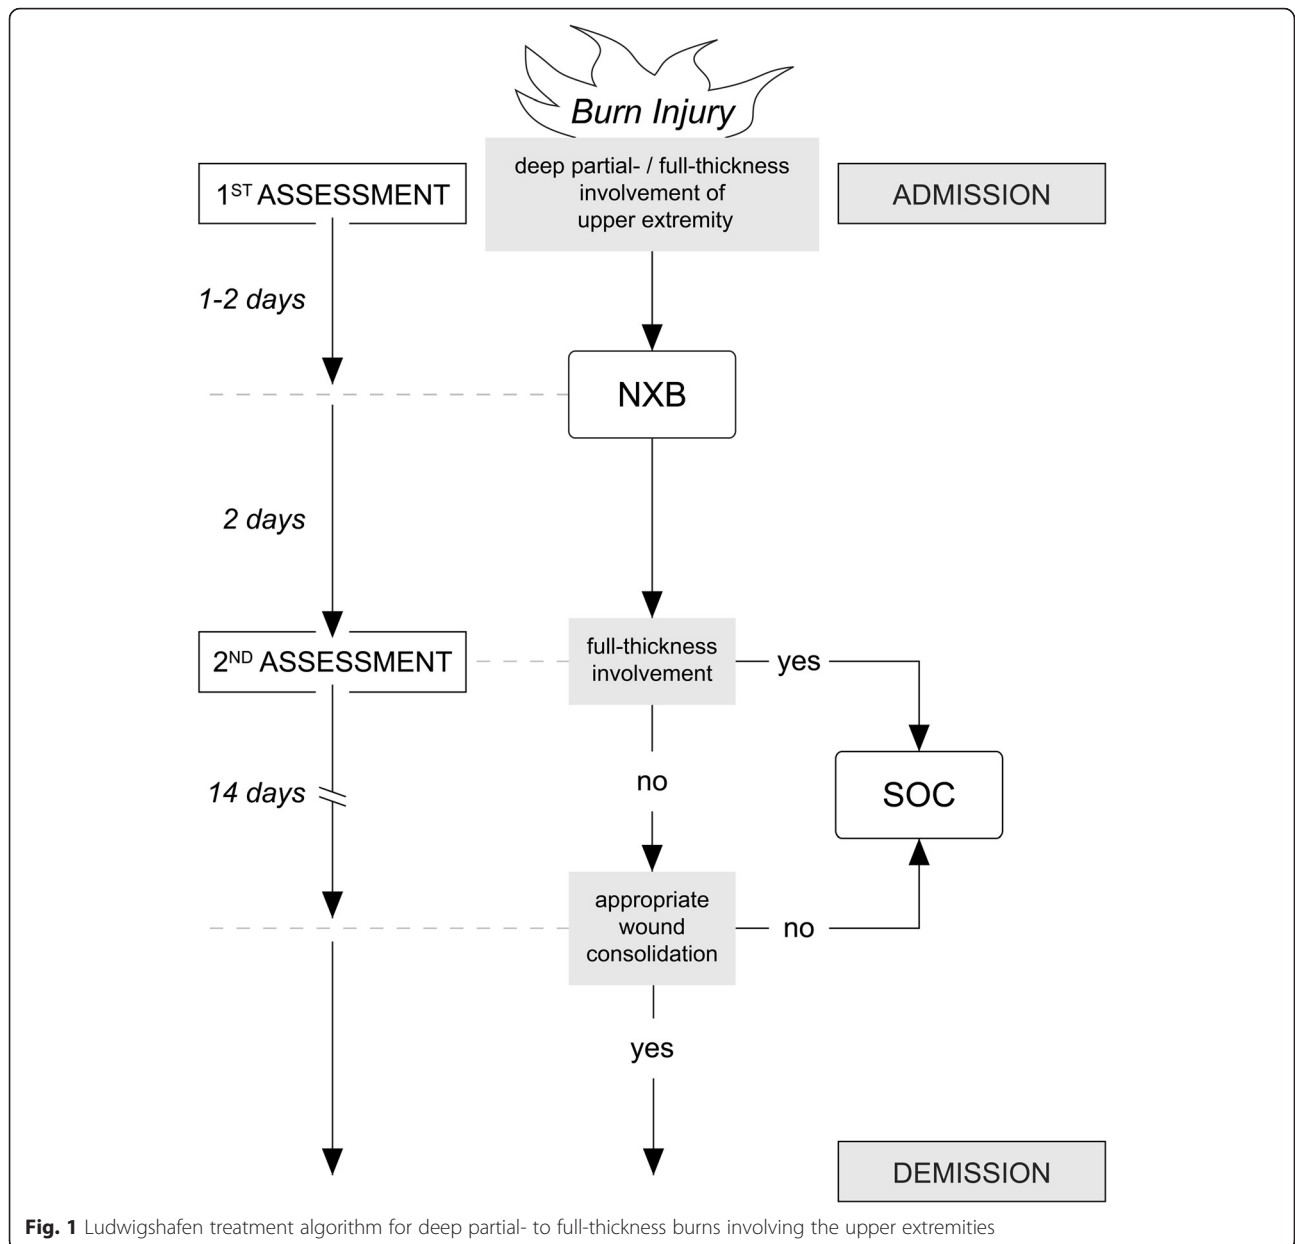 Burn Injury
deep partial- / full-thickness
involvement of
upper extremity
1ST ASSESSMENT
ADMISSION
1-2 days
NXB
2 days
2ND ASSESSMENT
full-thickness
involvement
yes
no
14 days
SOC
appropriate
wound
consolidation
no
yes
DEMISSION
Fig. 1 Ludwigshafen treatment algorithm for deep partial- to full-thickness burns involving the upper extremities